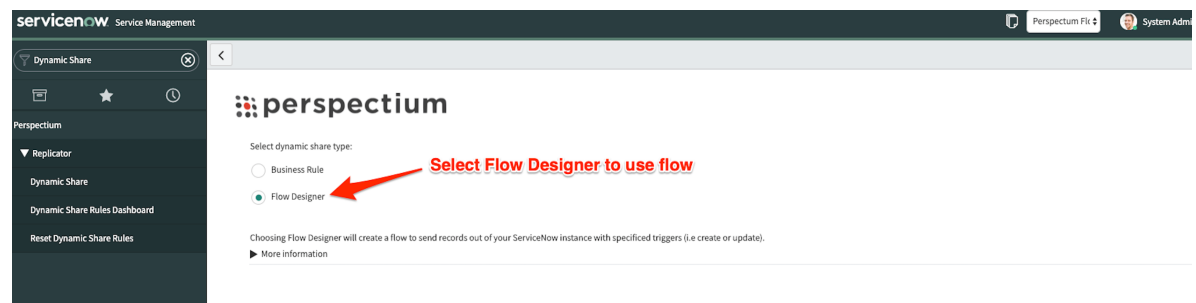 servicenow Service Management
Perspectum Flc
System Admi
Dynamic Share
Perspectium
Replicator
Dynamic Share
Dynamic Share Rules Dashboard
Reset Dynamic Share Rules
perspectium
Select dynamic share type:
Business Rule
Select Flow Designer to use flow
Flow Designer
Choosing Flow Designer will create a flow to send records out of your ServiceNow instance with specificed triggers (i.e create or update).
More information